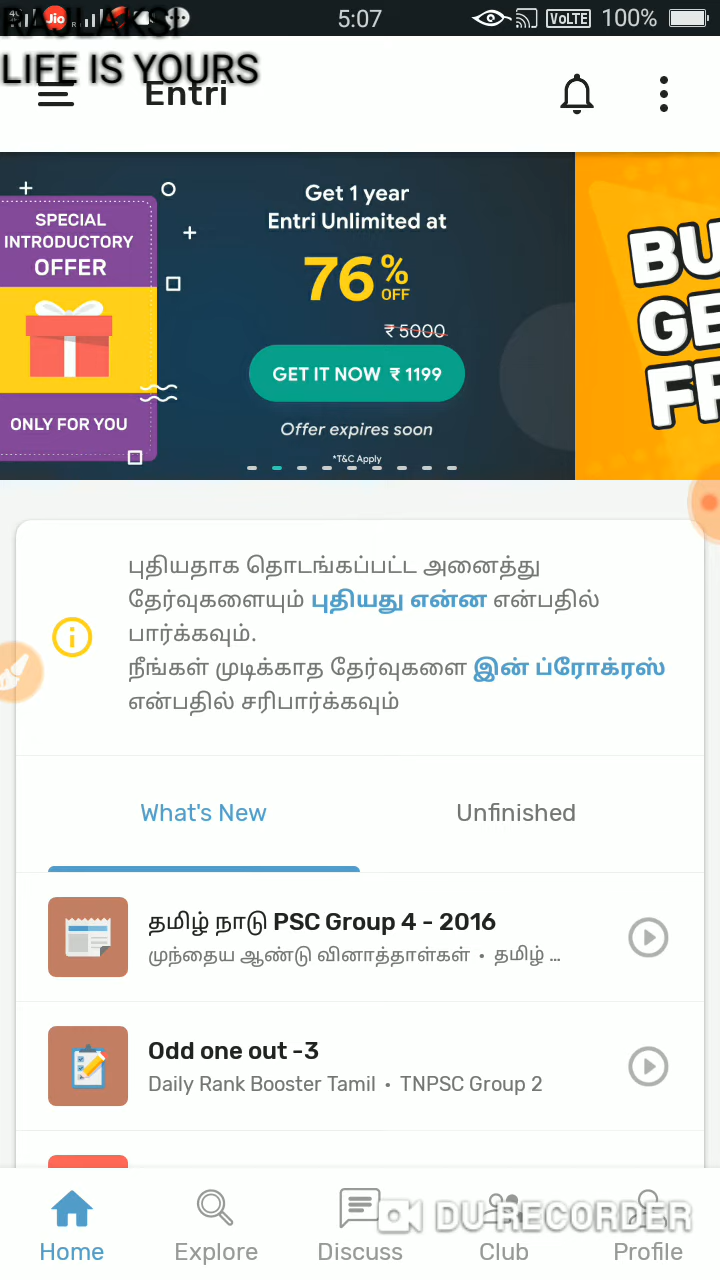 RAJLAKSI
LIFE IS YOURS
5:07
VoLTE
100%
Entri
SPECIAL
INTRODUCTORY
OFFER
ONLY FOR YOU
Get 1 year
Entri Unlimited at
76% OFF
₹ 5000
GET IT NOW ₹ 1199
Offer expires soon
*T&C Apply
புதியதாக தொடங்கப்பட்ட அனைத்து
தேர்வுகளையும் புதியது என்ன என்பதில்
பார்க்கவும்.
நீங்கள் முடிக்காத தேர்வுகளை இன் ப்ரோக்ரஸ்
என்பதில் சரிபார்க்கவும்
What's New
Unfinished
தமிழ் நாடு PSC Group 4 - 2016
முந்தைய ஆண்டு வினாத்தாள்கள் • தமிழ் ...
Odd one out -3
Daily Rank Booster Tamil • TNPSC Group 2
DU RECORDER
Home
Explore
Discuss
Club
Profile